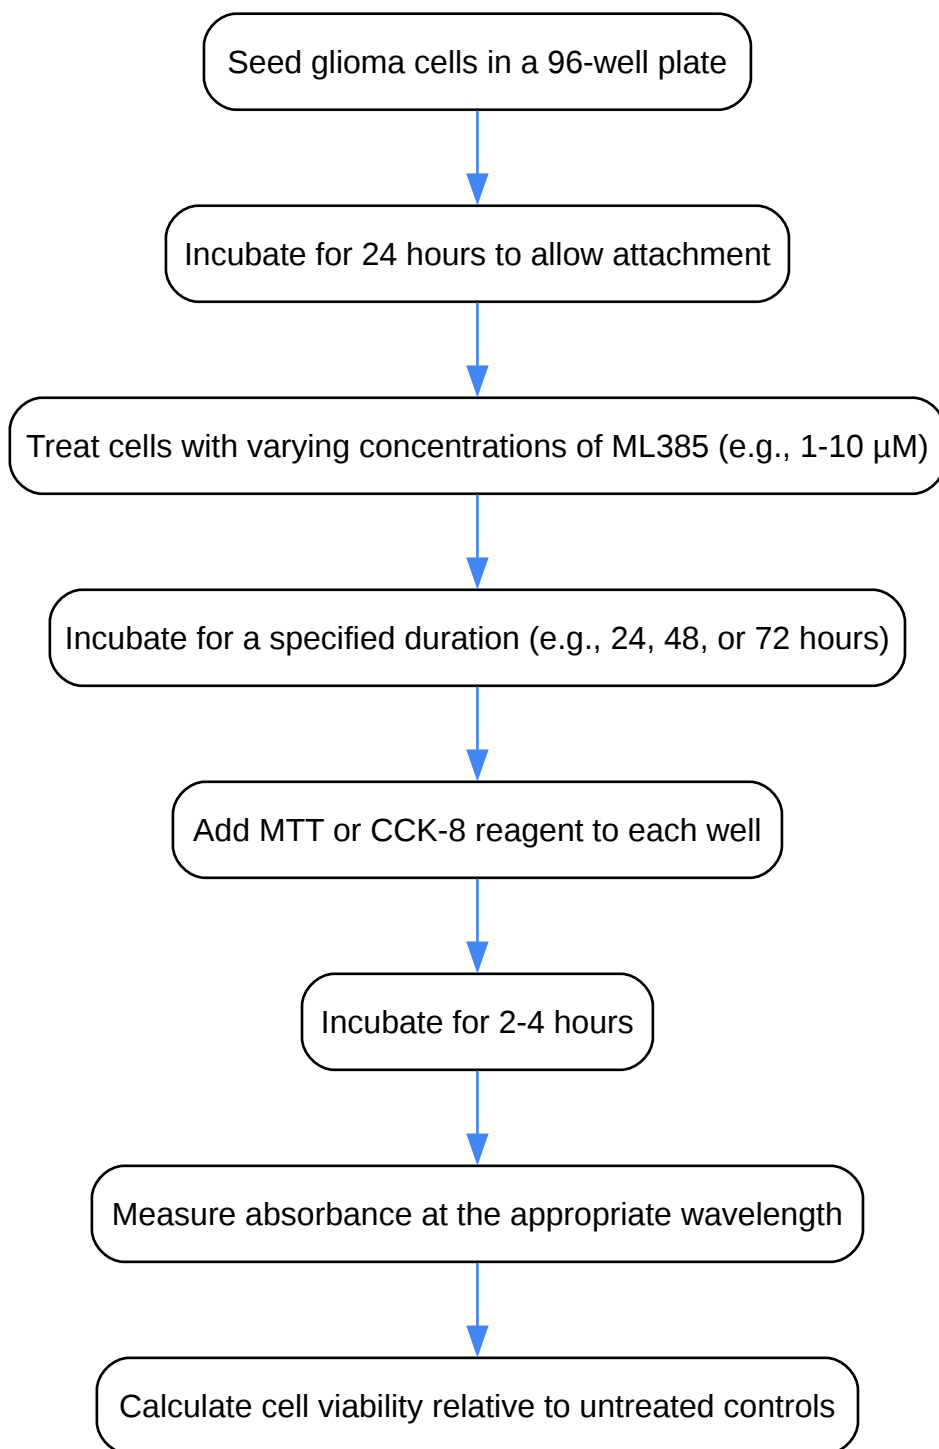 Seed glioma cells in a 96-well plate
Incubate for 24 hours to allow attachment
Treat cells with varying concentrations of ML385 (e.g., 1-10 µM)
Incubate for a specified duration (e.g., 24, 48, or 72 hours)
Add MTT or CCK-8 reagent to each well
Incubate for 2-4 hours
Measure absorbance at the appropriate wavelength
Calculate cell viability relative to untreated controls